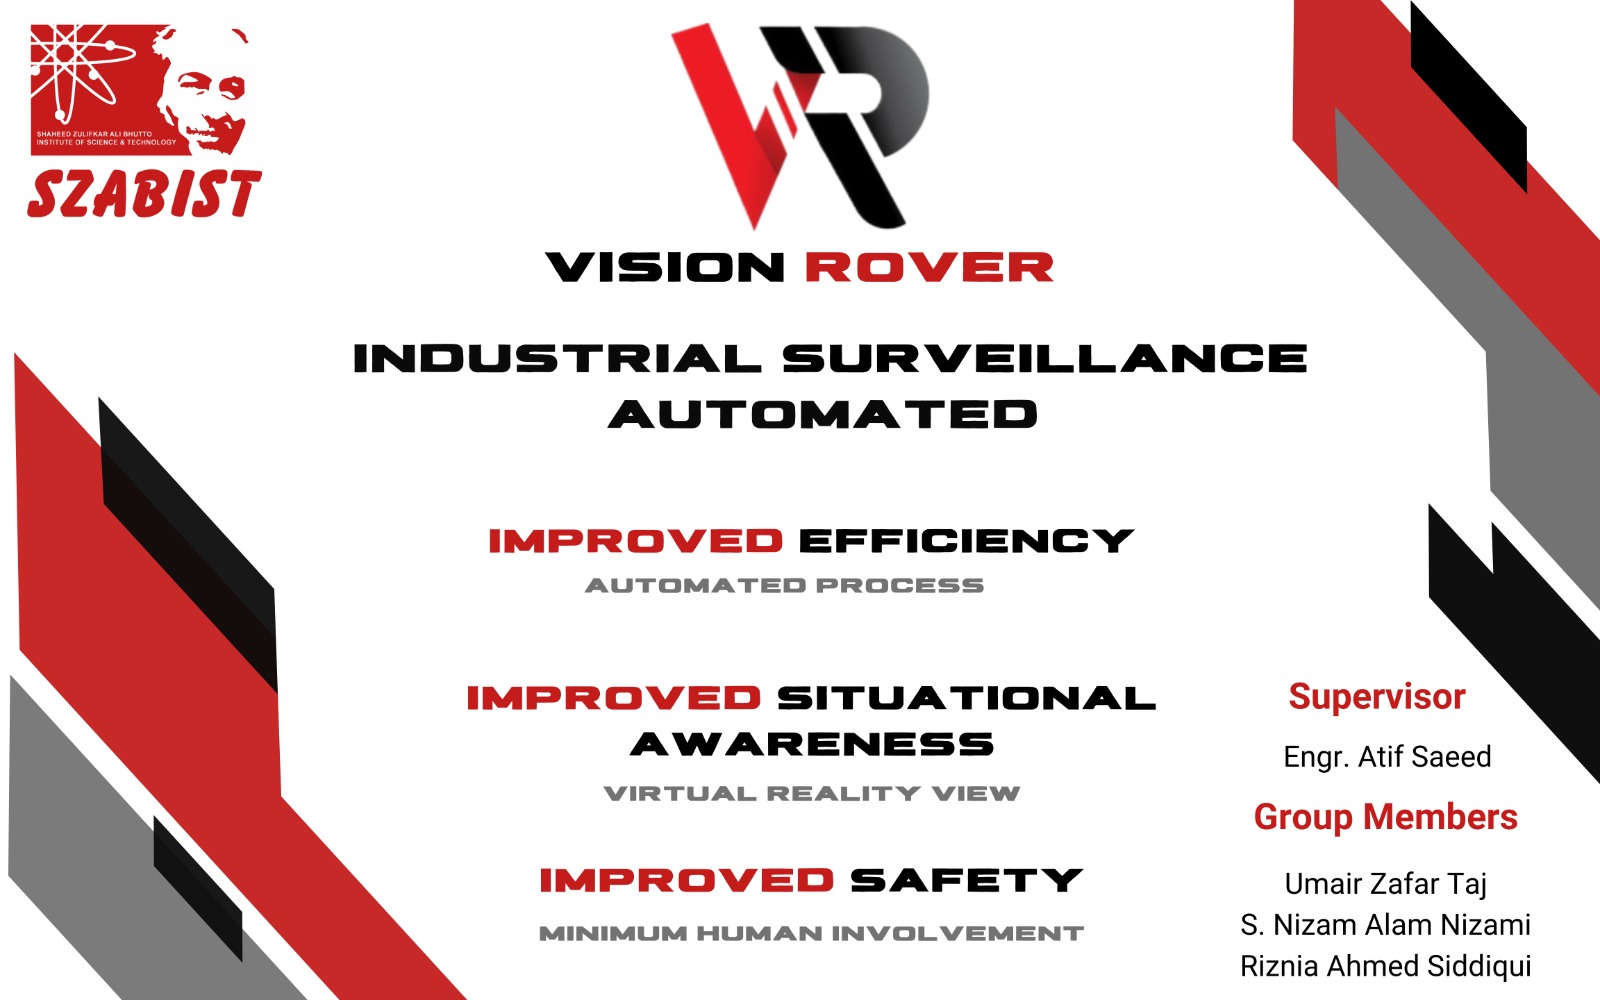 SHAHEED ZULIFKAR ALI BHUTTO
INSTITUTE OF SCIENCE & TECHNOLOGY
SZABIST
VR
VISION ROVER
INDUSTRIAL SURVEILLANCE
AUTOMATED
IMPROVED EFFICIENCY
AUTOMATED PROCESS
IMPROVED SITUATIONAL
AWARENESS
VIRTUAL REALITY VIEW
IMPROVED SAFETY
MINIMUM HUMAN INVOLVEMENT
Supervisor
Engr. Atif Saeed
Group Members
Umair Zafar Taj
S. Nizam Alam Nizami
Riznia Ahmed Siddiqui